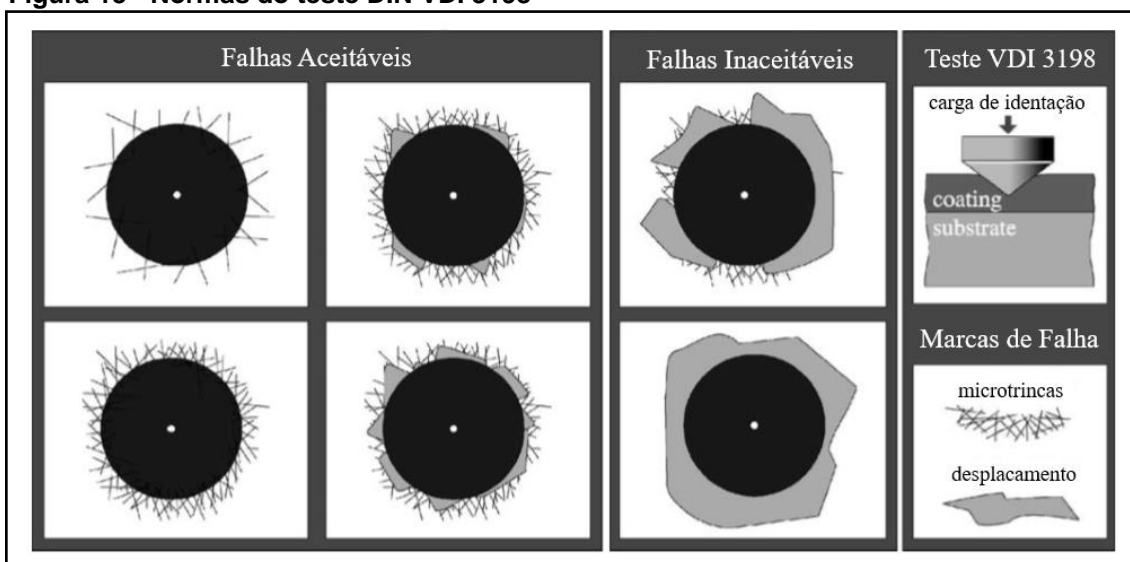 Falhas Aceitáveis
Falhas Inaceitáveis
Teste VDI 3198
carga de identação
coating
substrate
Marcas de Falha
microtrincas
desplacamento